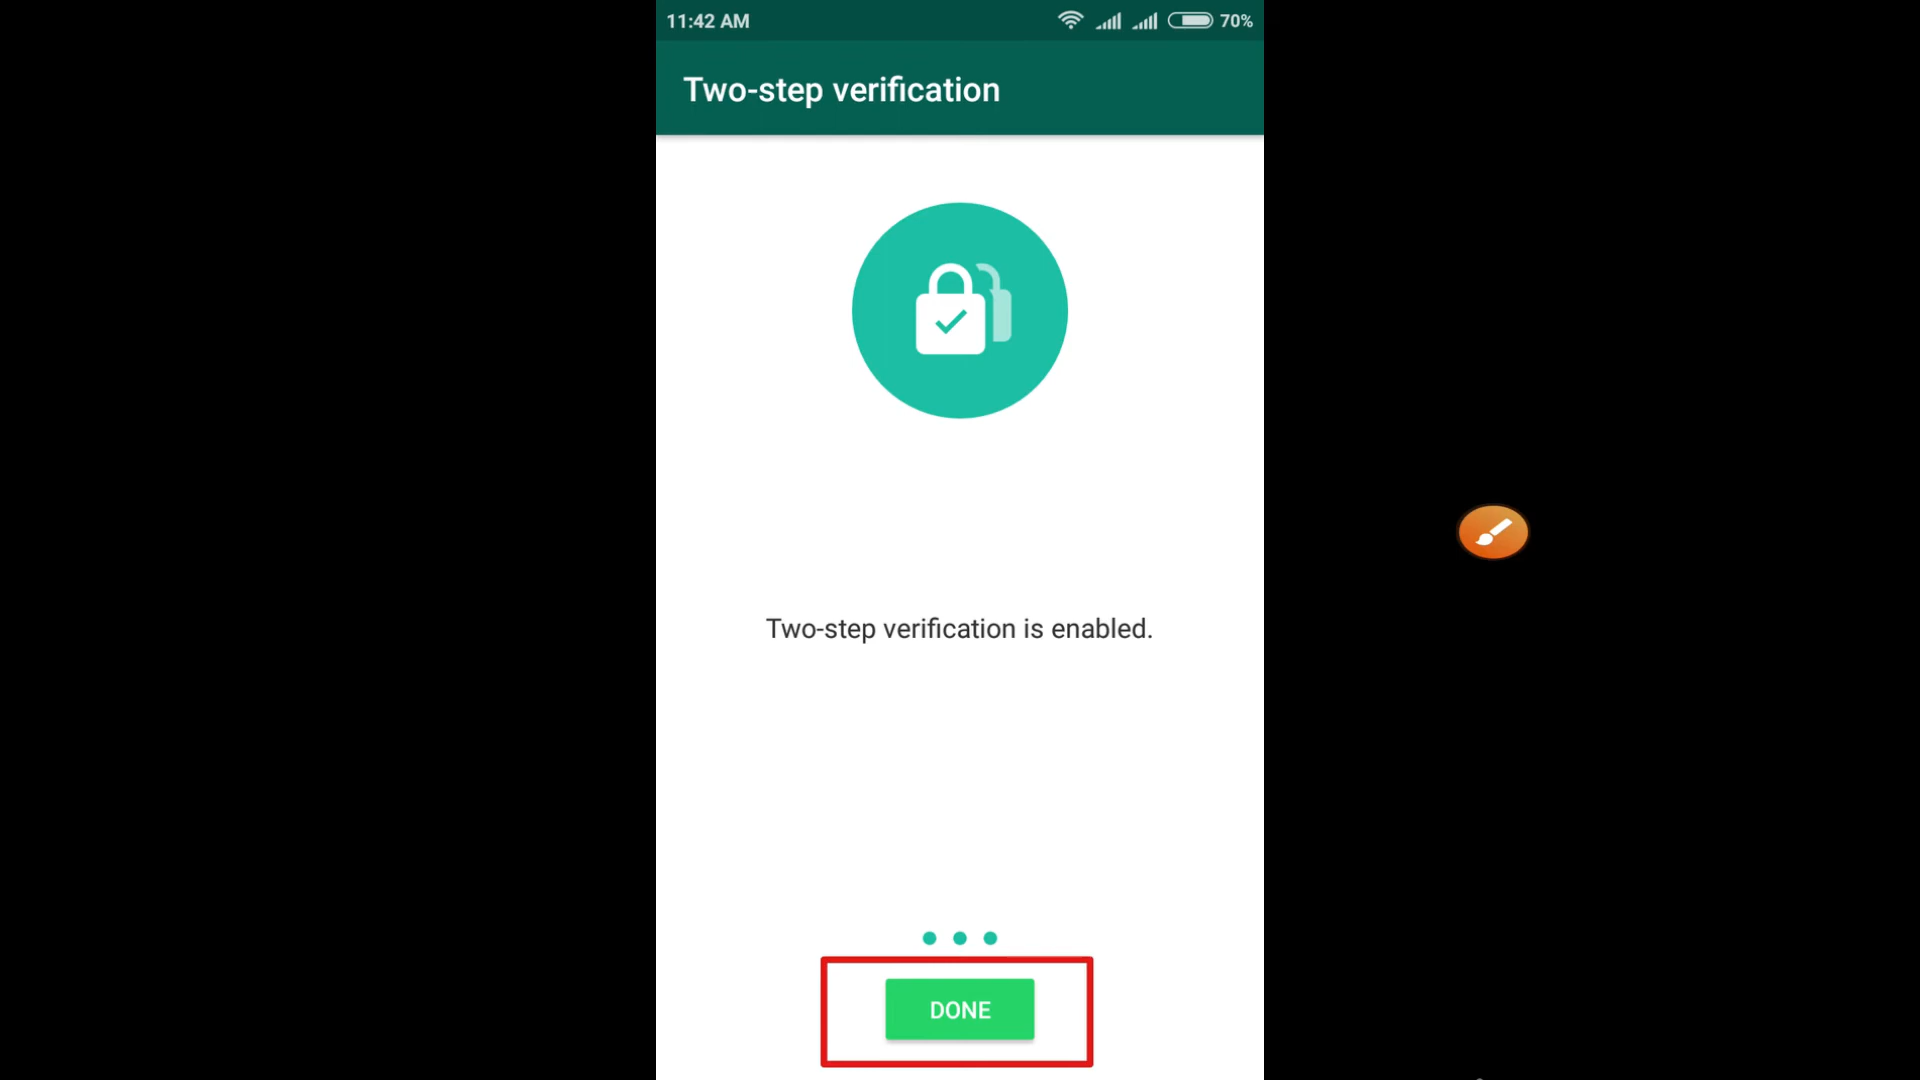 11:42 AM 70%
Two-step verification
Two-step verification is enabled.
DONE